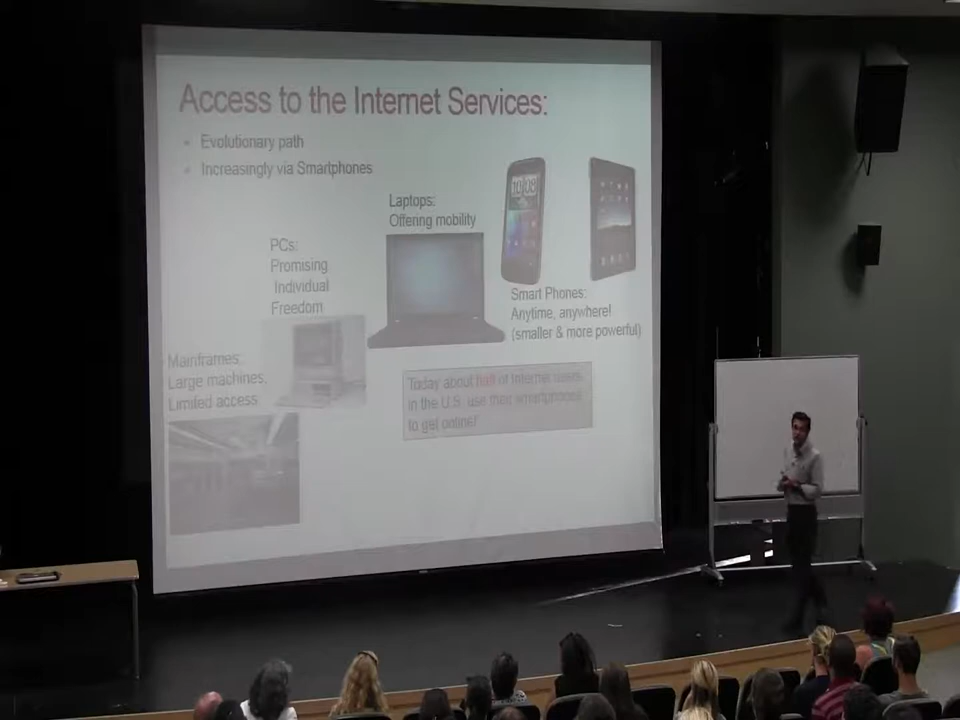 Access to the Internet Services:
Evolutionary path
Increasingly via Smartphones
Laptops:
Offering mobility
PCs:
Promising
Individual
Freedom
10 08
Smart Phones:
Anytime, anywhere!
(smaller & more powerful)
Mainframes:
Large machines,
Limited access
Today about half of Internet users
in the U.S. use their smartphones
to get online!